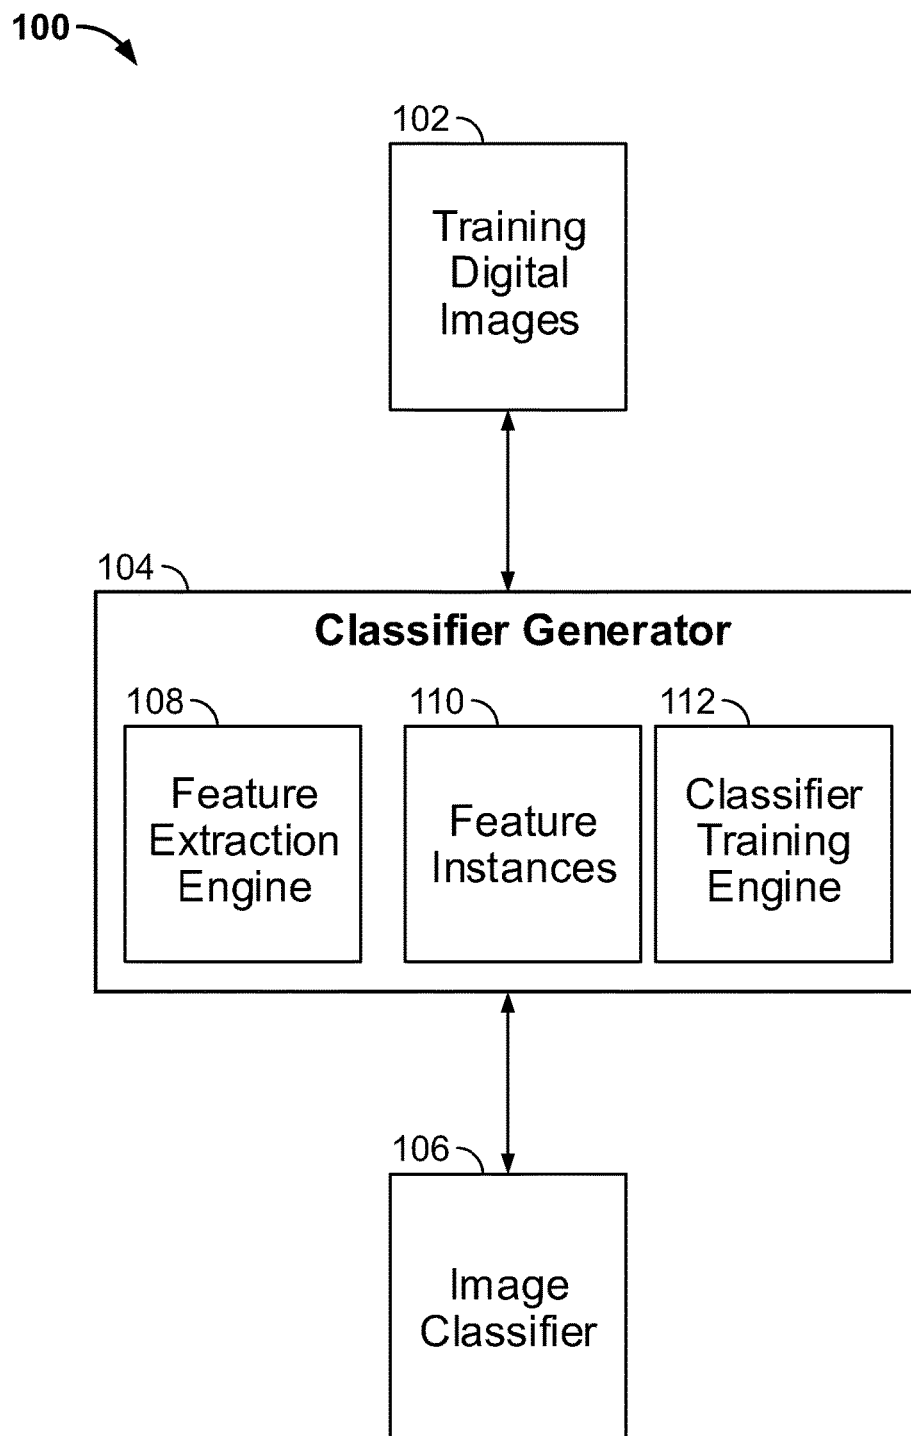 100
102
Training
Digital
Images
104
Classifier Generator
108
Feature
Extraction
Engine
110
Feature
Instances
112
Classifier
Training
Engine
106
Image
Classifier